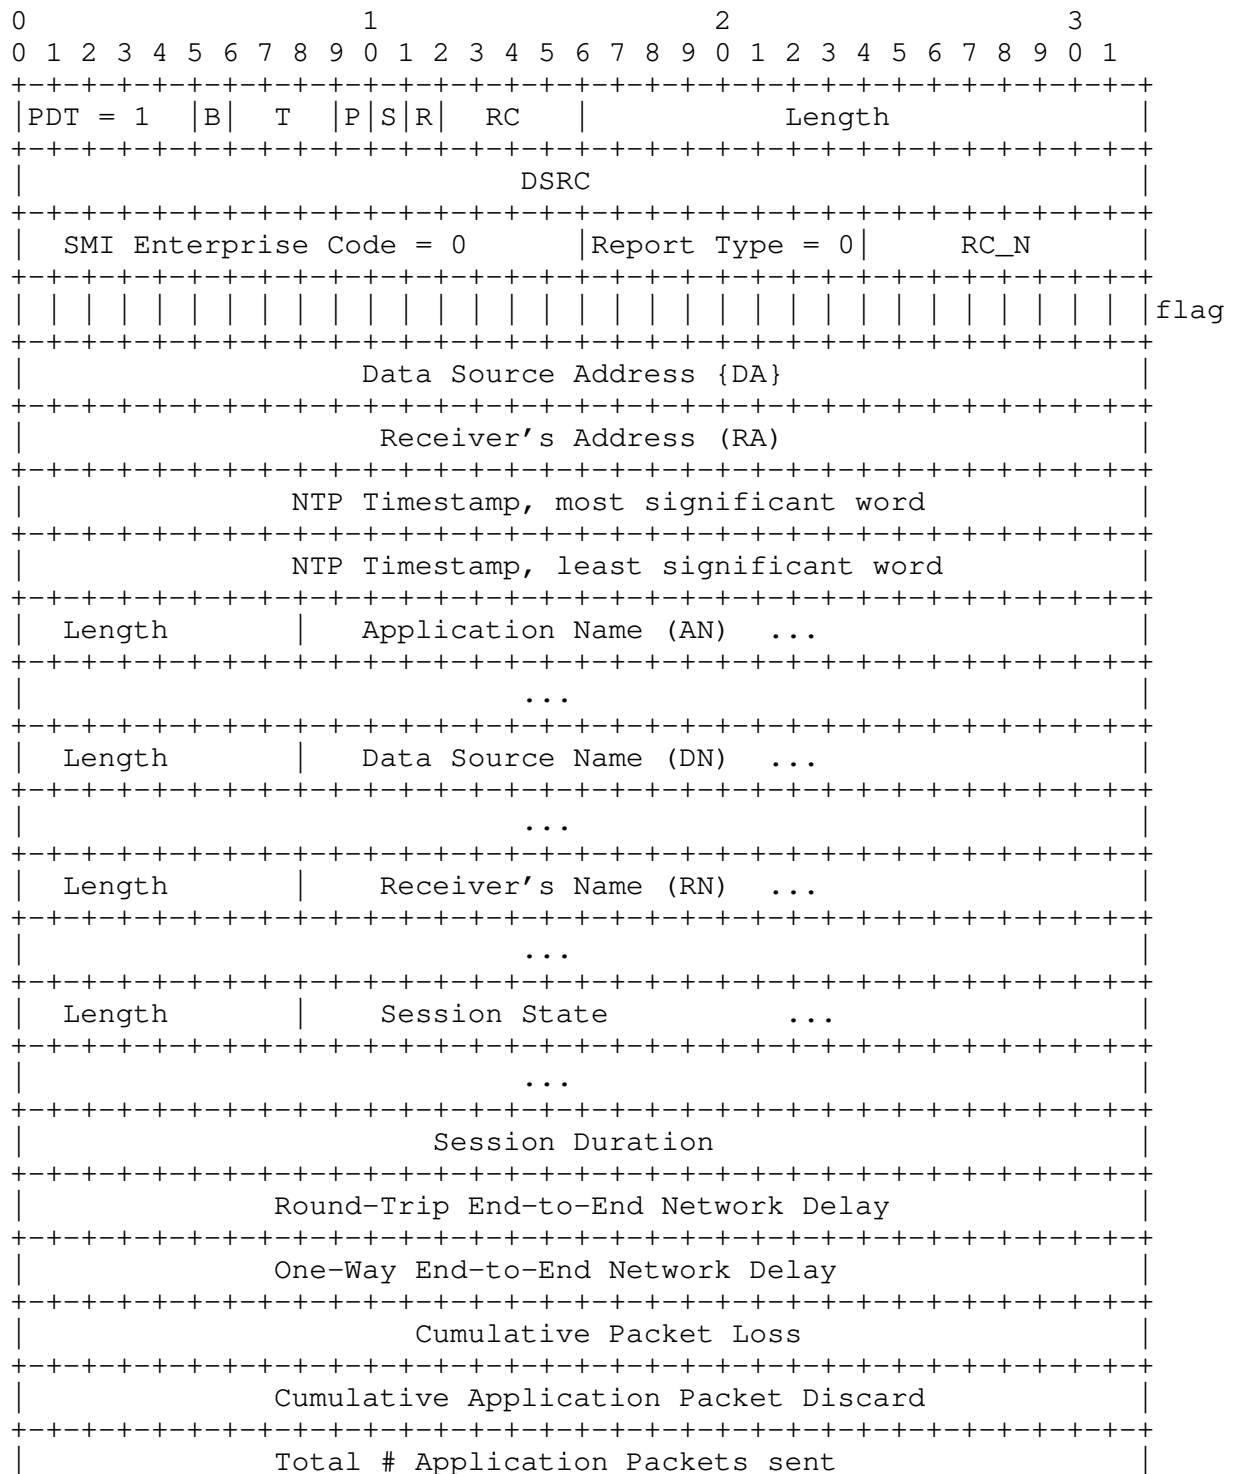 0                   1                   2                   3
0 1 2 3 4 5 6 7 8 9 0 1 2 3 4 5 6 7 8 9 0 1 2 3 4 5 6 7 8 9 0 1
+-+-+-+-+-+-+-+-+-+-+-+-+-+-+-+-+-+-+-+-+-+-+-+-+-+-+-+-+-+-+-+-+
|PDT = 1  |B|  T  |P|S|R|  RC   |           Length              |
+-+-+-+-+-+-+-+-+-+-+-+-+-+-+-+-+-+-+-+-+-+-+-+-+-+-+-+-+-+-+-+-+
|                            DSRC                               |
+-+-+-+-+-+-+-+-+-+-+-+-+-+-+-+-+-+-+-+-+-+-+-+-+-+-+-+-+-+-+-+-+
|  SMI Enterprise Code = 0      |Report Type = 0|     RC_N      |
+-+-+-+-+-+-+-+-+-+-+-+-+-+-+-+-+-+-+-+-+-+-+-+-+-+-+-+-+-+-+-+-+
| | | | | | | | | | | | | | | | | | | | | | | | | | | | | | | | |flag
+-+-+-+-+-+-+-+-+-+-+-+-+-+-+-+-+-+-+-+-+-+-+-+-+-+-+-+-+-+-+-+-+
|                   Data Source Address {DA}                    |
+-+-+-+-+-+-+-+-+-+-+-+-+-+-+-+-+-+-+-+-+-+-+-+-+-+-+-+-+-+-+-+-+
|                    Receiver's Address (RA)                    |
+-+-+-+-+-+-+-+-+-+-+-+-+-+-+-+-+-+-+-+-+-+-+-+-+-+-+-+-+-+-+-+-+
|               NTP Timestamp, most significant word            |
+-+-+-+-+-+-+-+-+-+-+-+-+-+-+-+-+-+-+-+-+-+-+-+-+-+-+-+-+-+-+-+-+
|               NTP Timestamp, least significant word           |
+-+-+-+-+-+-+-+-+-+-+-+-+-+-+-+-+-+-+-+-+-+-+-+-+-+-+-+-+-+-+-+-+
|  Length       |   Application Name (AN)  ...                  |
+-+-+-+-+-+-+-+-+-+-+-+-+-+-+-+-+-+-+-+-+-+-+-+-+-+-+-+-+-+-+-+-+
|                            ...                                |
+-+-+-+-+-+-+-+-+-+-+-+-+-+-+-+-+-+-+-+-+-+-+-+-+-+-+-+-+-+-+-+-+
|  Length       |   Data Source Name (DN)  ...                  |
+-+-+-+-+-+-+-+-+-+-+-+-+-+-+-+-+-+-+-+-+-+-+-+-+-+-+-+-+-+-+-+-+
|                            ...                                |
+-+-+-+-+-+-+-+-+-+-+-+-+-+-+-+-+-+-+-+-+-+-+-+-+-+-+-+-+-+-+-+-+
|  Length       |    Receiver's Name (RN)  ...                  |
+-+-+-+-+-+-+-+-+-+-+-+-+-+-+-+-+-+-+-+-+-+-+-+-+-+-+-+-+-+-+-+-+
|                            ...                                |
+-+-+-+-+-+-+-+-+-+-+-+-+-+-+-+-+-+-+-+-+-+-+-+-+-+-+-+-+-+-+-+-+
|  Length       |    Session State          ...                 |
+-+-+-+-+-+-+-+-+-+-+-+-+-+-+-+-+-+-+-+-+-+-+-+-+-+-+-+-+-+-+-+-+
|                            ...                                |
+-+-+-+-+-+-+-+-+-+-+-+-+-+-+-+-+-+-+-+-+-+-+-+-+-+-+-+-+-+-+-+-+
|                       Session Duration                        |
+-+-+-+-+-+-+-+-+-+-+-+-+-+-+-+-+-+-+-+-+-+-+-+-+-+-+-+-+-+-+-+-+
|              Round-Trip End-to-End Network Delay              |
+-+-+-+-+-+-+-+-+-+-+-+-+-+-+-+-+-+-+-+-+-+-+-+-+-+-+-+-+-+-+-+-+
|              One-Way End-to-End Network Delay                 |
+-+-+-+-+-+-+-+-+-+-+-+-+-+-+-+-+-+-+-+-+-+-+-+-+-+-+-+-+-+-+-+-+
|                      Cumulative Packet Loss                   |
+-+-+-+-+-+-+-+-+-+-+-+-+-+-+-+-+-+-+-+-+-+-+-+-+-+-+-+-+-+-+-+-+
|              Cumulative Application Packet Discard            |
+-+-+-+-+-+-+-+-+-+-+-+-+-+-+-+-+-+-+-+-+-+-+-+-+-+-+-+-+-+-+-+-+
|              Total # Application Packets sent                 |